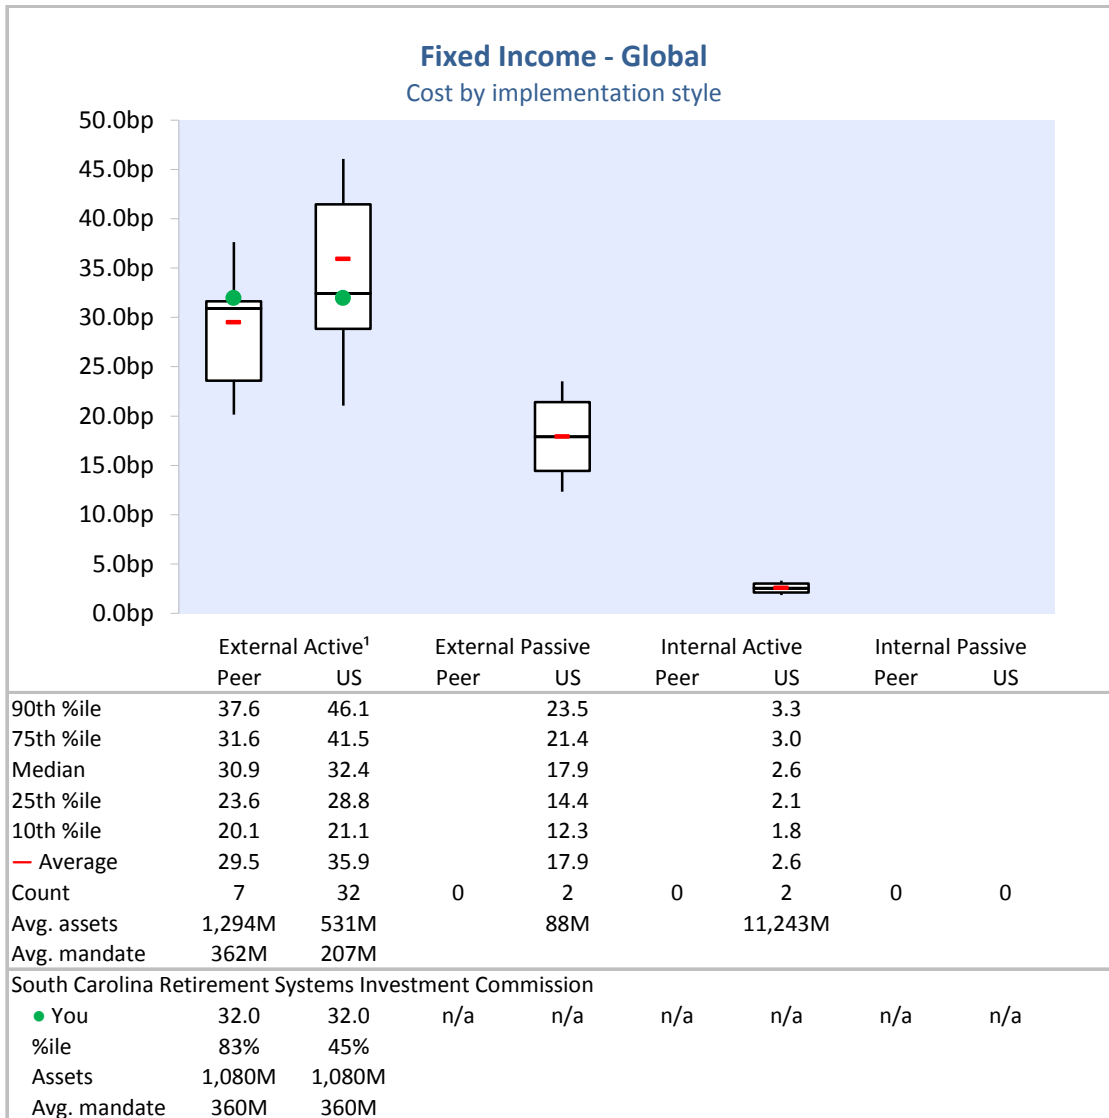 Fixed Income - Global
Cost by implementation style
50.0bp
45.0bp
40.0bp
35.0bp
30.0bp
25.0bp
20.0bp
15.0bp
10.0bp
5.0bp
0.0bp
External Active¹ External Passive Internal Active Internal Passive
Peer US Peer US Peer US Peer US
90th %ile 37.6 46.1 23.5 3.3
75th %ile 31.6 41.5 21.4 3.0
Median 30.9 32.4 17.9 2.6
25th %ile 23.6 28.8 14.4 2.1
10th %ile 20.1 21.1 12.3 1.8
Average 29.5 35.9 17.9 2.6
Count 7 32 0 2 0 2 0 0
Avg. assets 1,294M 531M 88M 11,243M
Avg. mandate 362M 207M
South Carolina Retirement Systems Investment Commission
You 32.0 32.0 n/a n/a n/a n/a n/a n/a
%ile 83% 45%
Assets 1,080M 1,080M
Avg. mandate 360M 360M